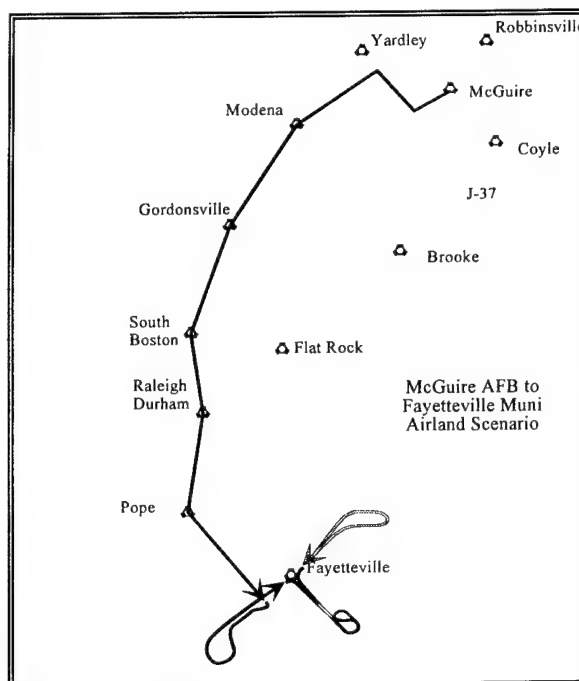 Robbinsville
Yardley
McGuire
Modena
Coyle
J-37
Gordonsville
Brooke
South
Boston
Flat Rock
Raleigh
Durham
McGuire AFB to
Fayetteville Muni
Airland Scenario
Pope
Fayetteville